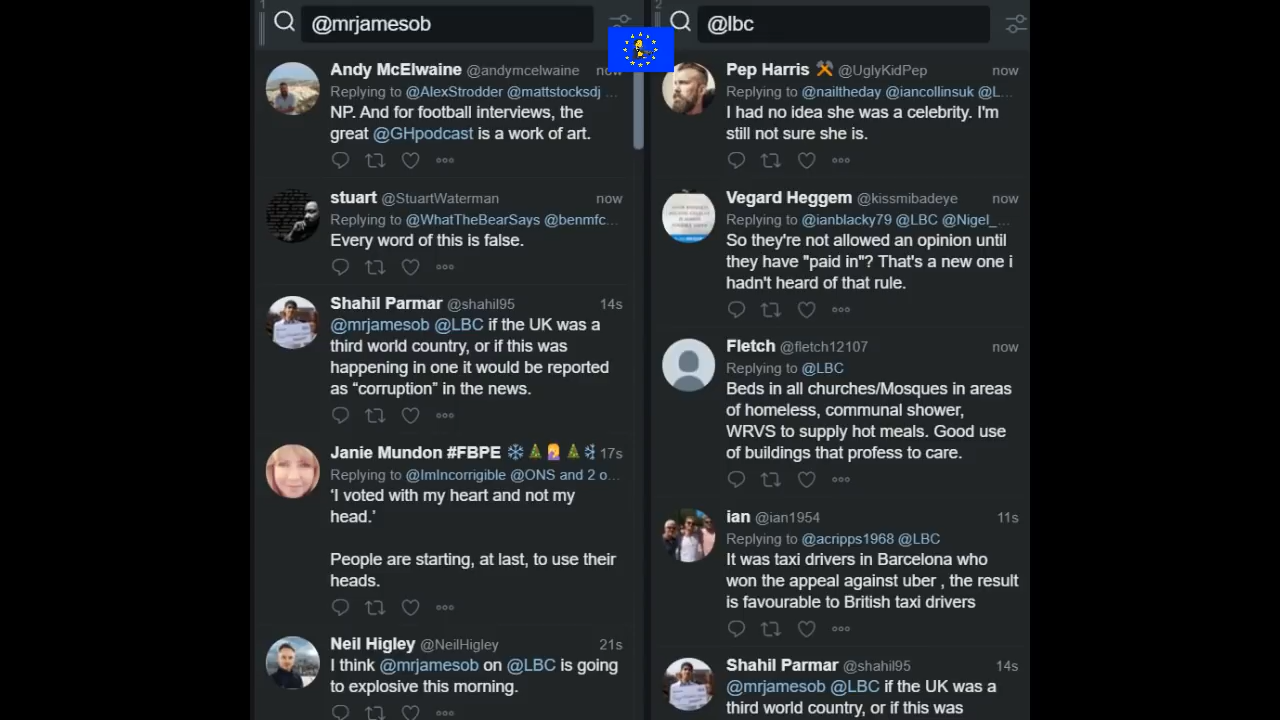 1
@mrjamesob
Andy McElwaine @andymcelwaine now
Replying to @AlexStrodder @mattstocksdj ...
NP. And for football interviews, the
great @GHpodcast is a work of art.
stuart @StuartWaterman now
Replying to @WhatTheBearSays @benmfc...
Every word of this is false.
Shahil Parmar @shahil95 14s
@mrjamesob @LBC if the UK was a
third world country, or if this was
happening in one it would be reported
as “corruption” in the news.
Janie Mundon #FBPE ❄️🎄🤦‍♀️🎄❄ 17s
Replying to @ImIncorrigible @ONS and 2 o...
‘I voted with my heart and not my
head.’
People are starting, at last, to use their
heads.
Neil Higley @NeilHigley 21s
I think @mrjamesob on @LBC is going
to explosive this morning.
2
@lbc
Pep Harris ⚒ @UglyKidPep now
Replying to @nailtheday @iancollinsuk @L...
I had no idea she was a celebrity. I'm
still not sure she is.
Vegard Heggem @kissmibadeye now
Replying to @ianblacky79 @LBC @Nigel_...
So they're not allowed an opinion until
they have "paid in"? That's a new one i
hadn't heard of that rule.
Fletch @fletch12107 now
Replying to @LBC
Beds in all churches/Mosques in areas
of homeless, communal shower,
WRVS to supply hot meals. Good use
of buildings that profess to care.
ian @ian1954 11s
Replying to @acripps1968 @LBC
It was taxi drivers in Barcelona who
won the appeal against uber , the result
is favourable to British taxi drivers
Shahil Parmar @shahil95 14s
@mrjamesob @LBC if the UK was a
third world country, or if this was